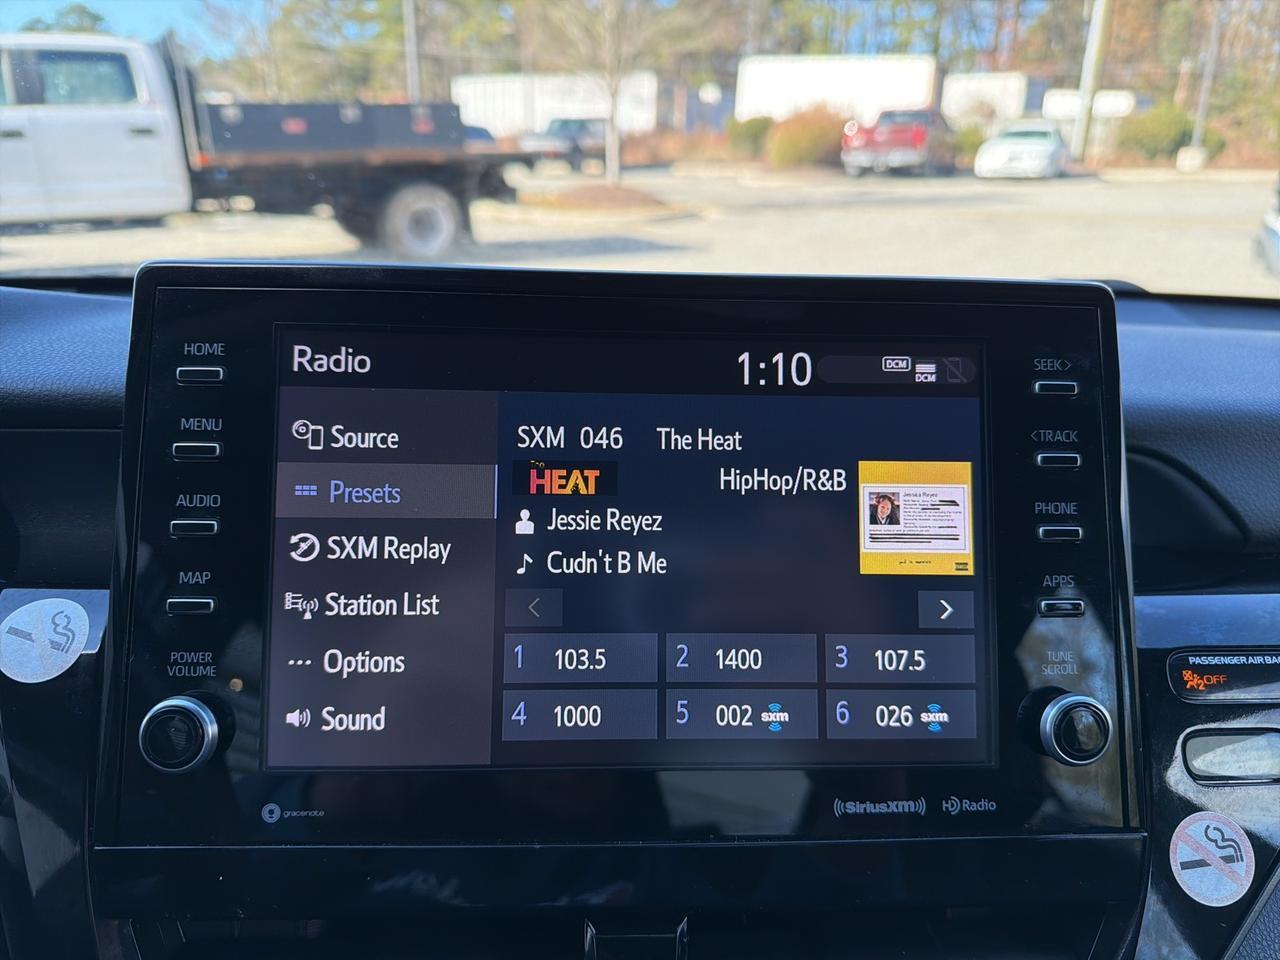 HOME
MENU
AUDIO
MAP
POWER
VOLUME
Radio
1:10
DCM
DCM
Source
Presets
SXM Replay
Station List
Options
Sound
SXM 046 The Heat
The
HEAT
HipHop/R&B
Jessie Reyez
Cudn't B Me
<
>
1 103.5
2 1400
3 107.5
4 1000
5 002 sxm
6 026 sxm
SEEK>
<TRACK
PHONE
APPS
TUNE
SCROLL
gracenote
((SiriusXM))
HD Radio
PASSENGER AIR BAG
2 OFF